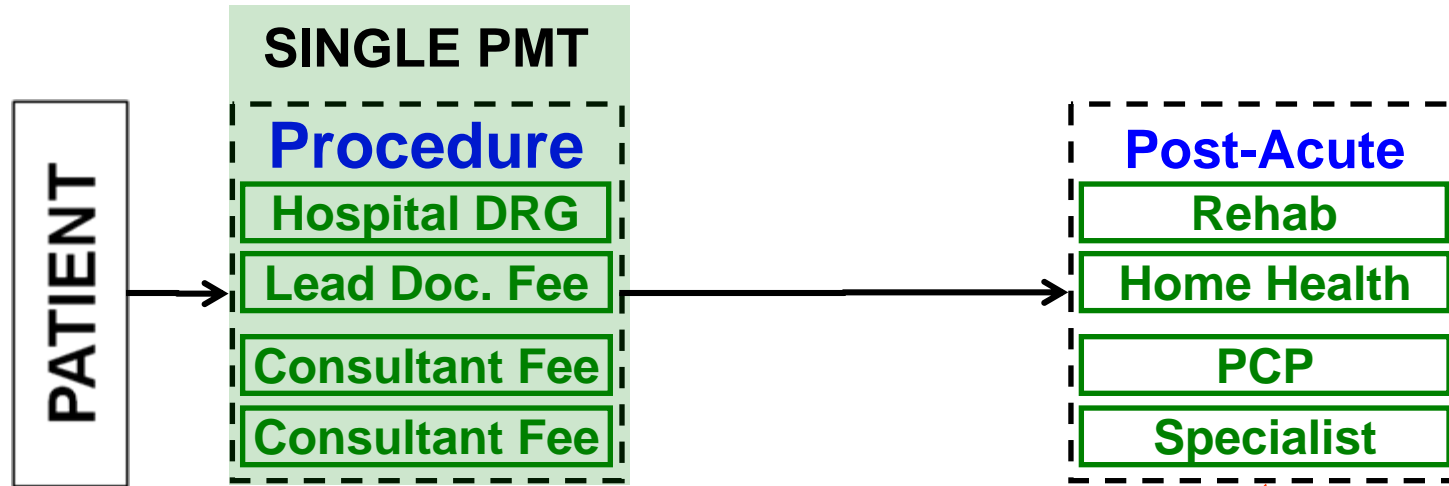 SINGLE PMT
PATIENT
Procedure
Hospital DRG
Lead Doc. Fee
Consultant Fee
Consultant Fee
Post-Acute
Rehab
Home Health
PCP
Specialist